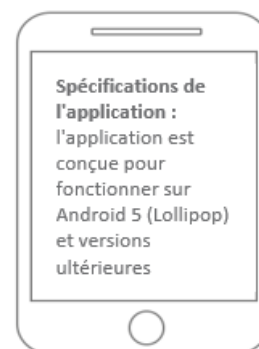 Spécifications de
l'application :
l'application est
conçue pour
fonctionner sur
Android 5 (Lollipop)
et versions
ultérieures